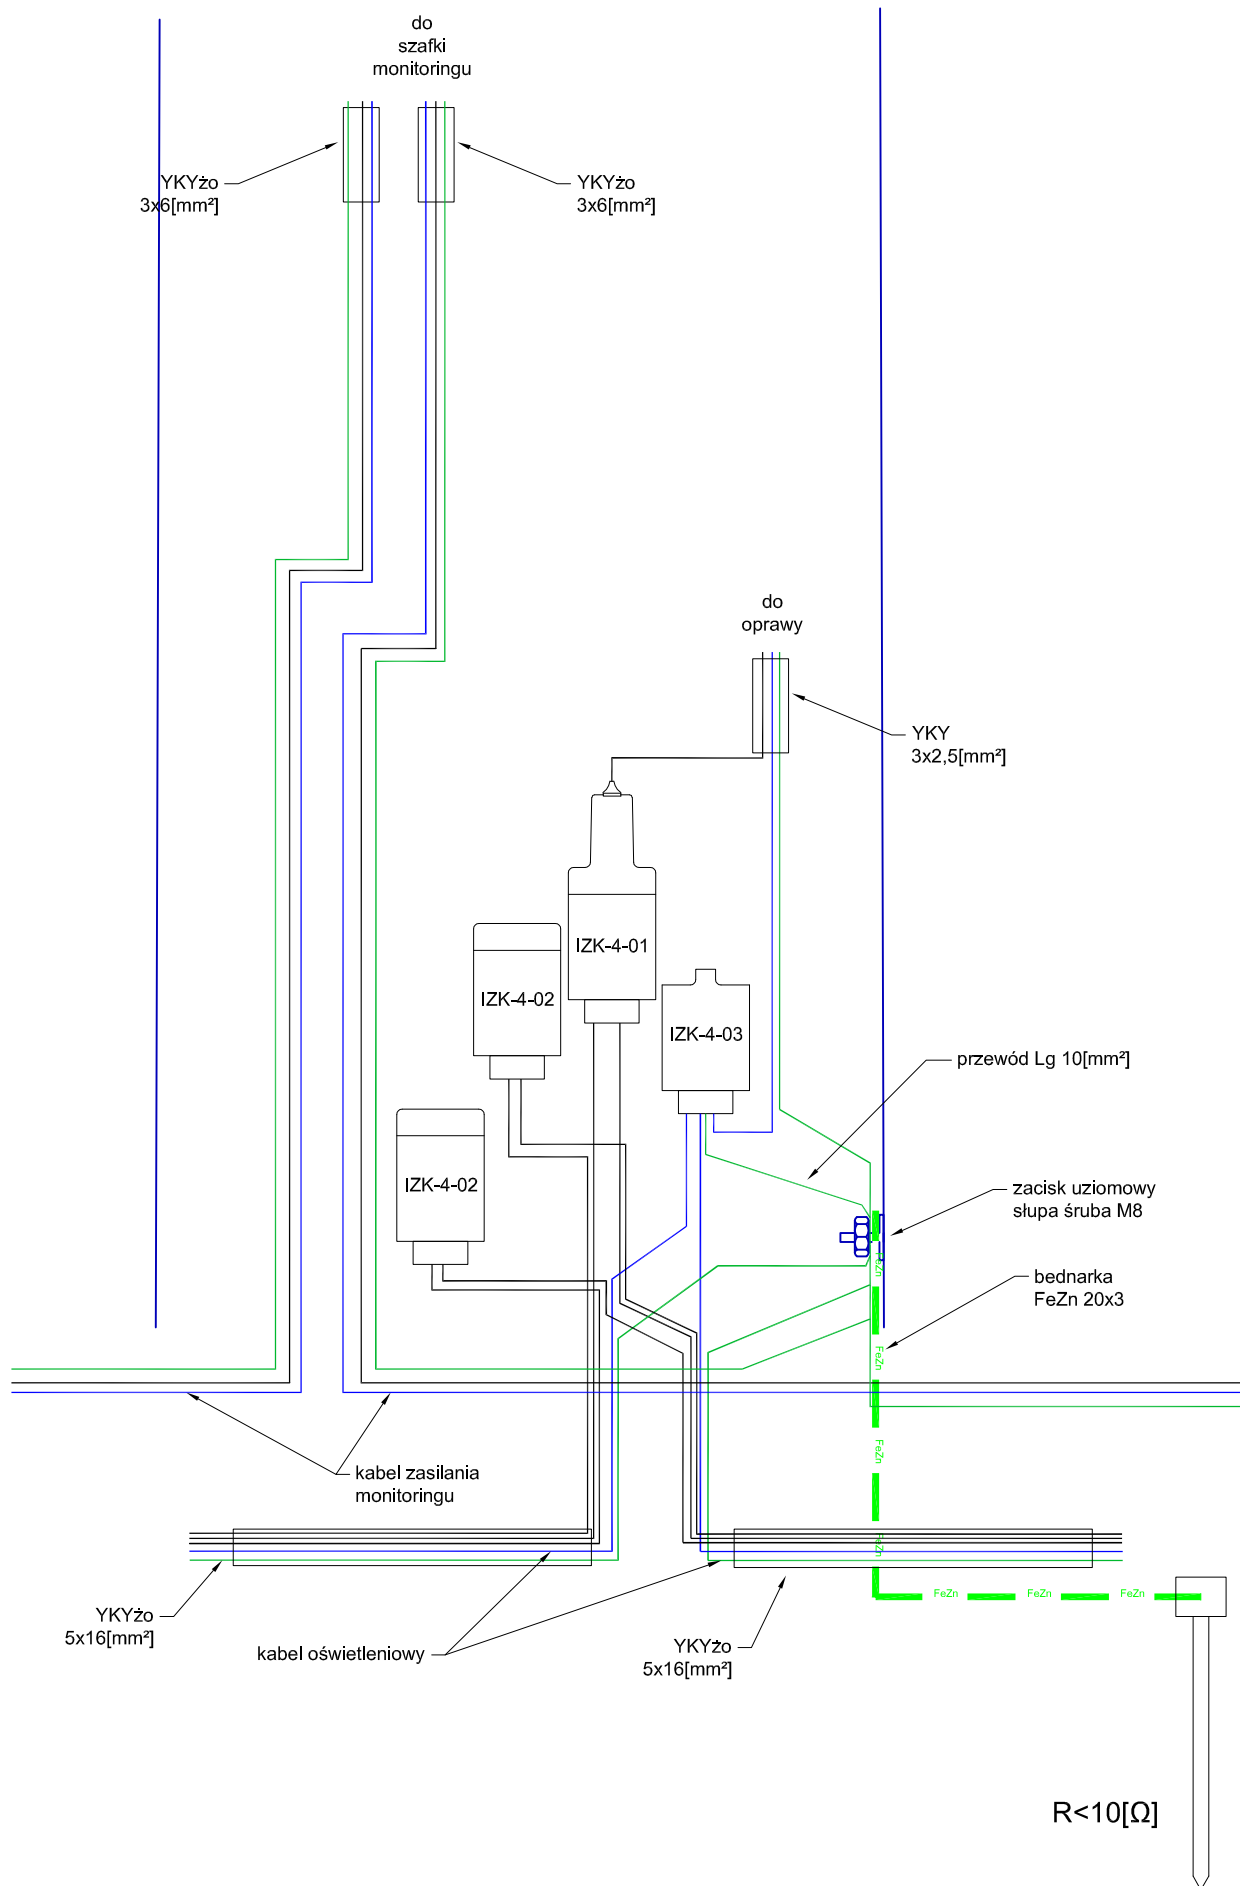 do
szafki
monitoringu
YKYżo
3x6[mm²]
YKYżo
3x6[mm²]
do
oprawy
YKY
3x2,5[mm²]
IZK-4-01
IZK-4-02
IZK-4-03
przewód Lg 10[mm²]
IZK-4-02
zacisk uziomowy
słupa śruba M8
FeZn
bednarka
FeZn 20x3
FeZn
FeZn
kabel zasilania
monitoringu
FeZn
FeZn
FeZn
FeZn
YKYżo
5x16[mm²]
kabel oświetleniowy
YKYżo
5x16[mm²]
R<10[Ω]